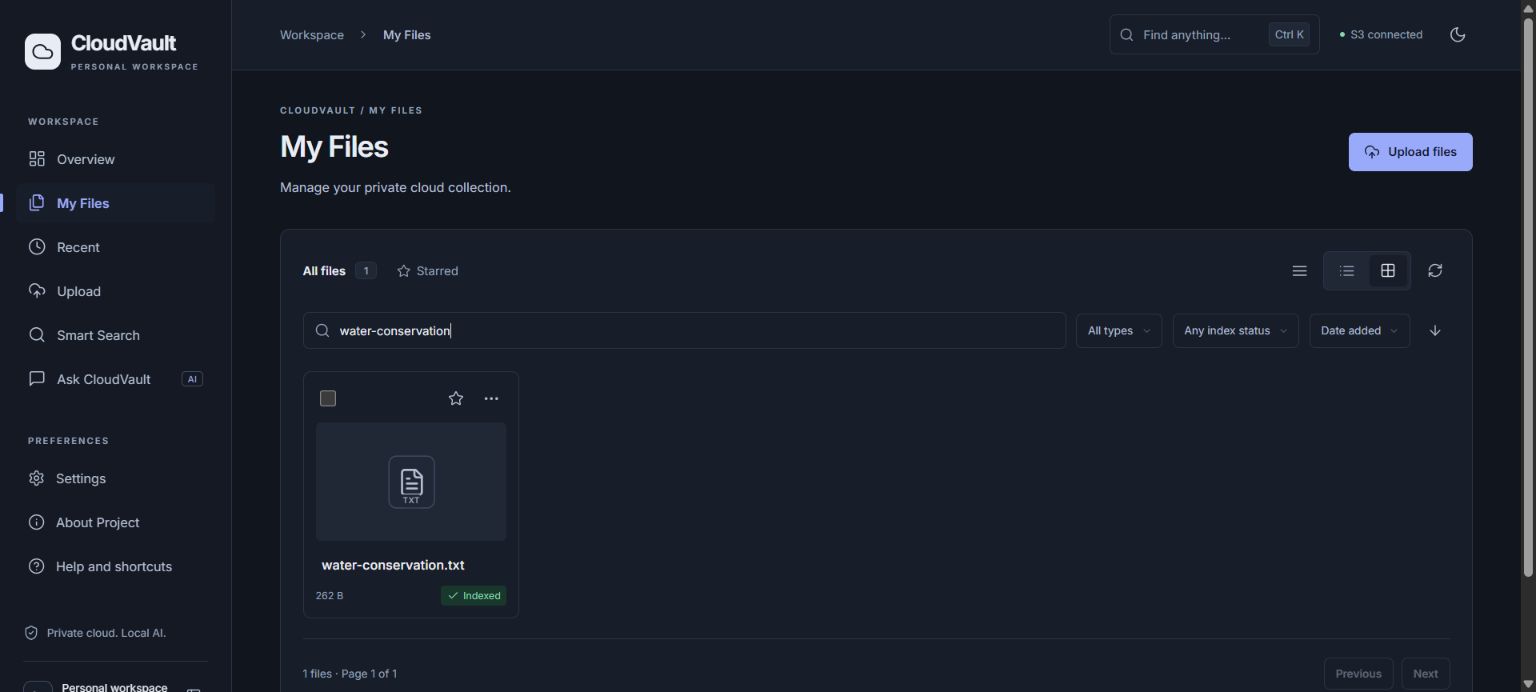 CloudVault
PERSONAL WORKSPACE
WORKSPACE
Overview
My Files
Recent
Upload
Smart Search
Ask CloudVault AI
PREFERENCES
Settings
About Project
Help and shortcuts
Private cloud. Local AI.
Personal workspace
Workspace > My Files
Find anything... Ctrl K
S3 connected
CLOUDVAULT / MY FILES
My Files
Manage your private cloud collection.
Upload files
All files 1 Starred
water-conservation
All types
Any index status
Date added
TXT
water-conservation.txt
262 B Indexed
1 files · Page 1 of 1
Previous Next